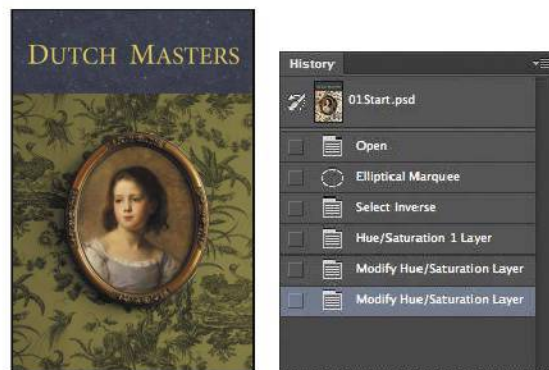 DUTCH MASTERS
History
01Start.psd
Open
Elliptical Marquee
Select Inverse
Hue/Saturation 1 Layer
Modify Hue/Saturation Layer
Modify Hue/Saturation Layer